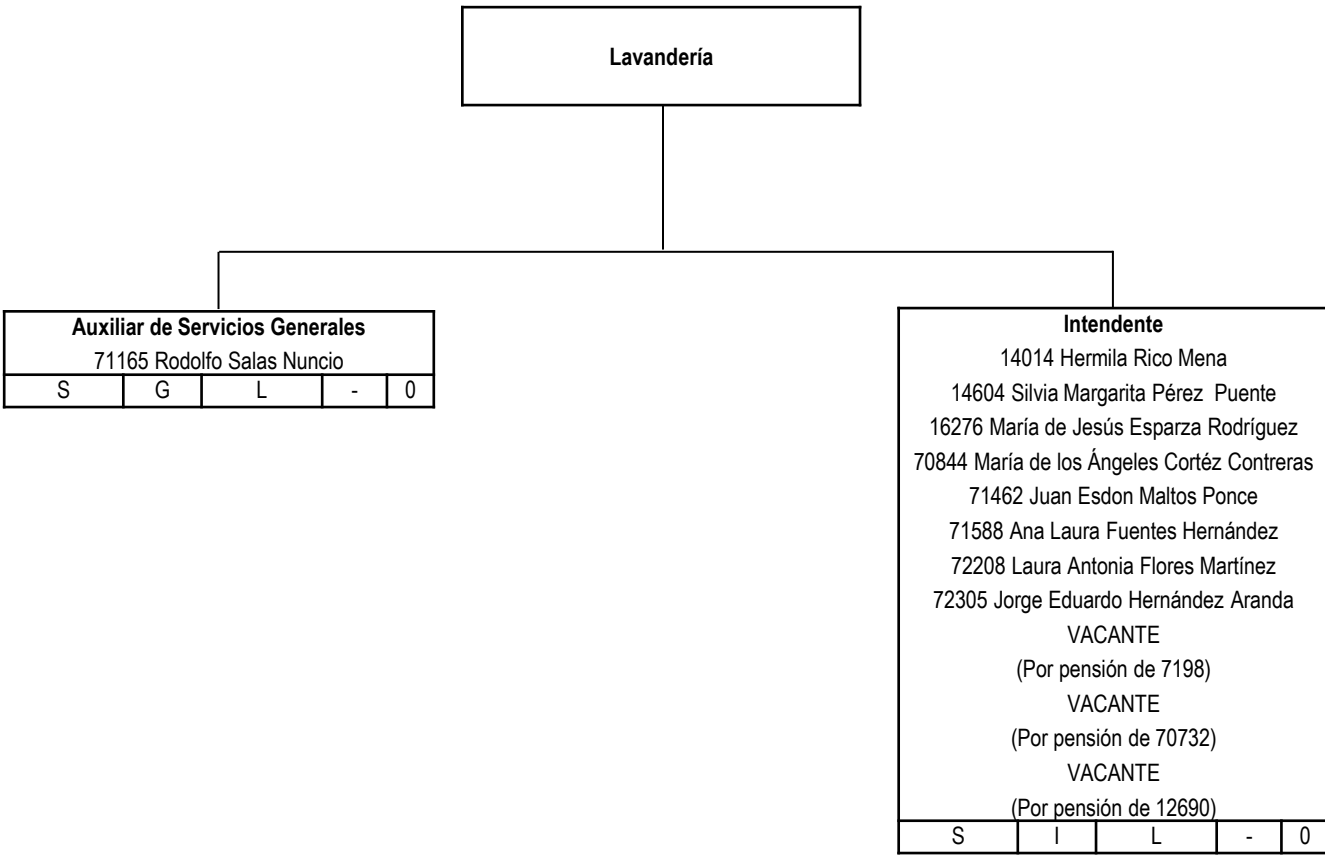 Lavandería
Auxiliar de Servicios Generales
71165 Rodolfo Salas Nuncio
S G L - 0
Intendente
14014 Hermila Rico Mena
14604 Silvia Margarita Pérez  Puente
16276 María de Jesús Esparza Rodríguez
70844 María de los Ángeles Cortéz Contreras
71462 Juan Esdon Maltos Ponce
71588 Ana Laura Fuentes Hernández
72208 Laura Antonia Flores Martínez
72305 Jorge Eduardo Hernández Aranda
VACANTE
(Por pensión de 7198)
VACANTE
(Por pensión de 70732)
VACANTE
(Por pensión de 12690)
S I L - 0